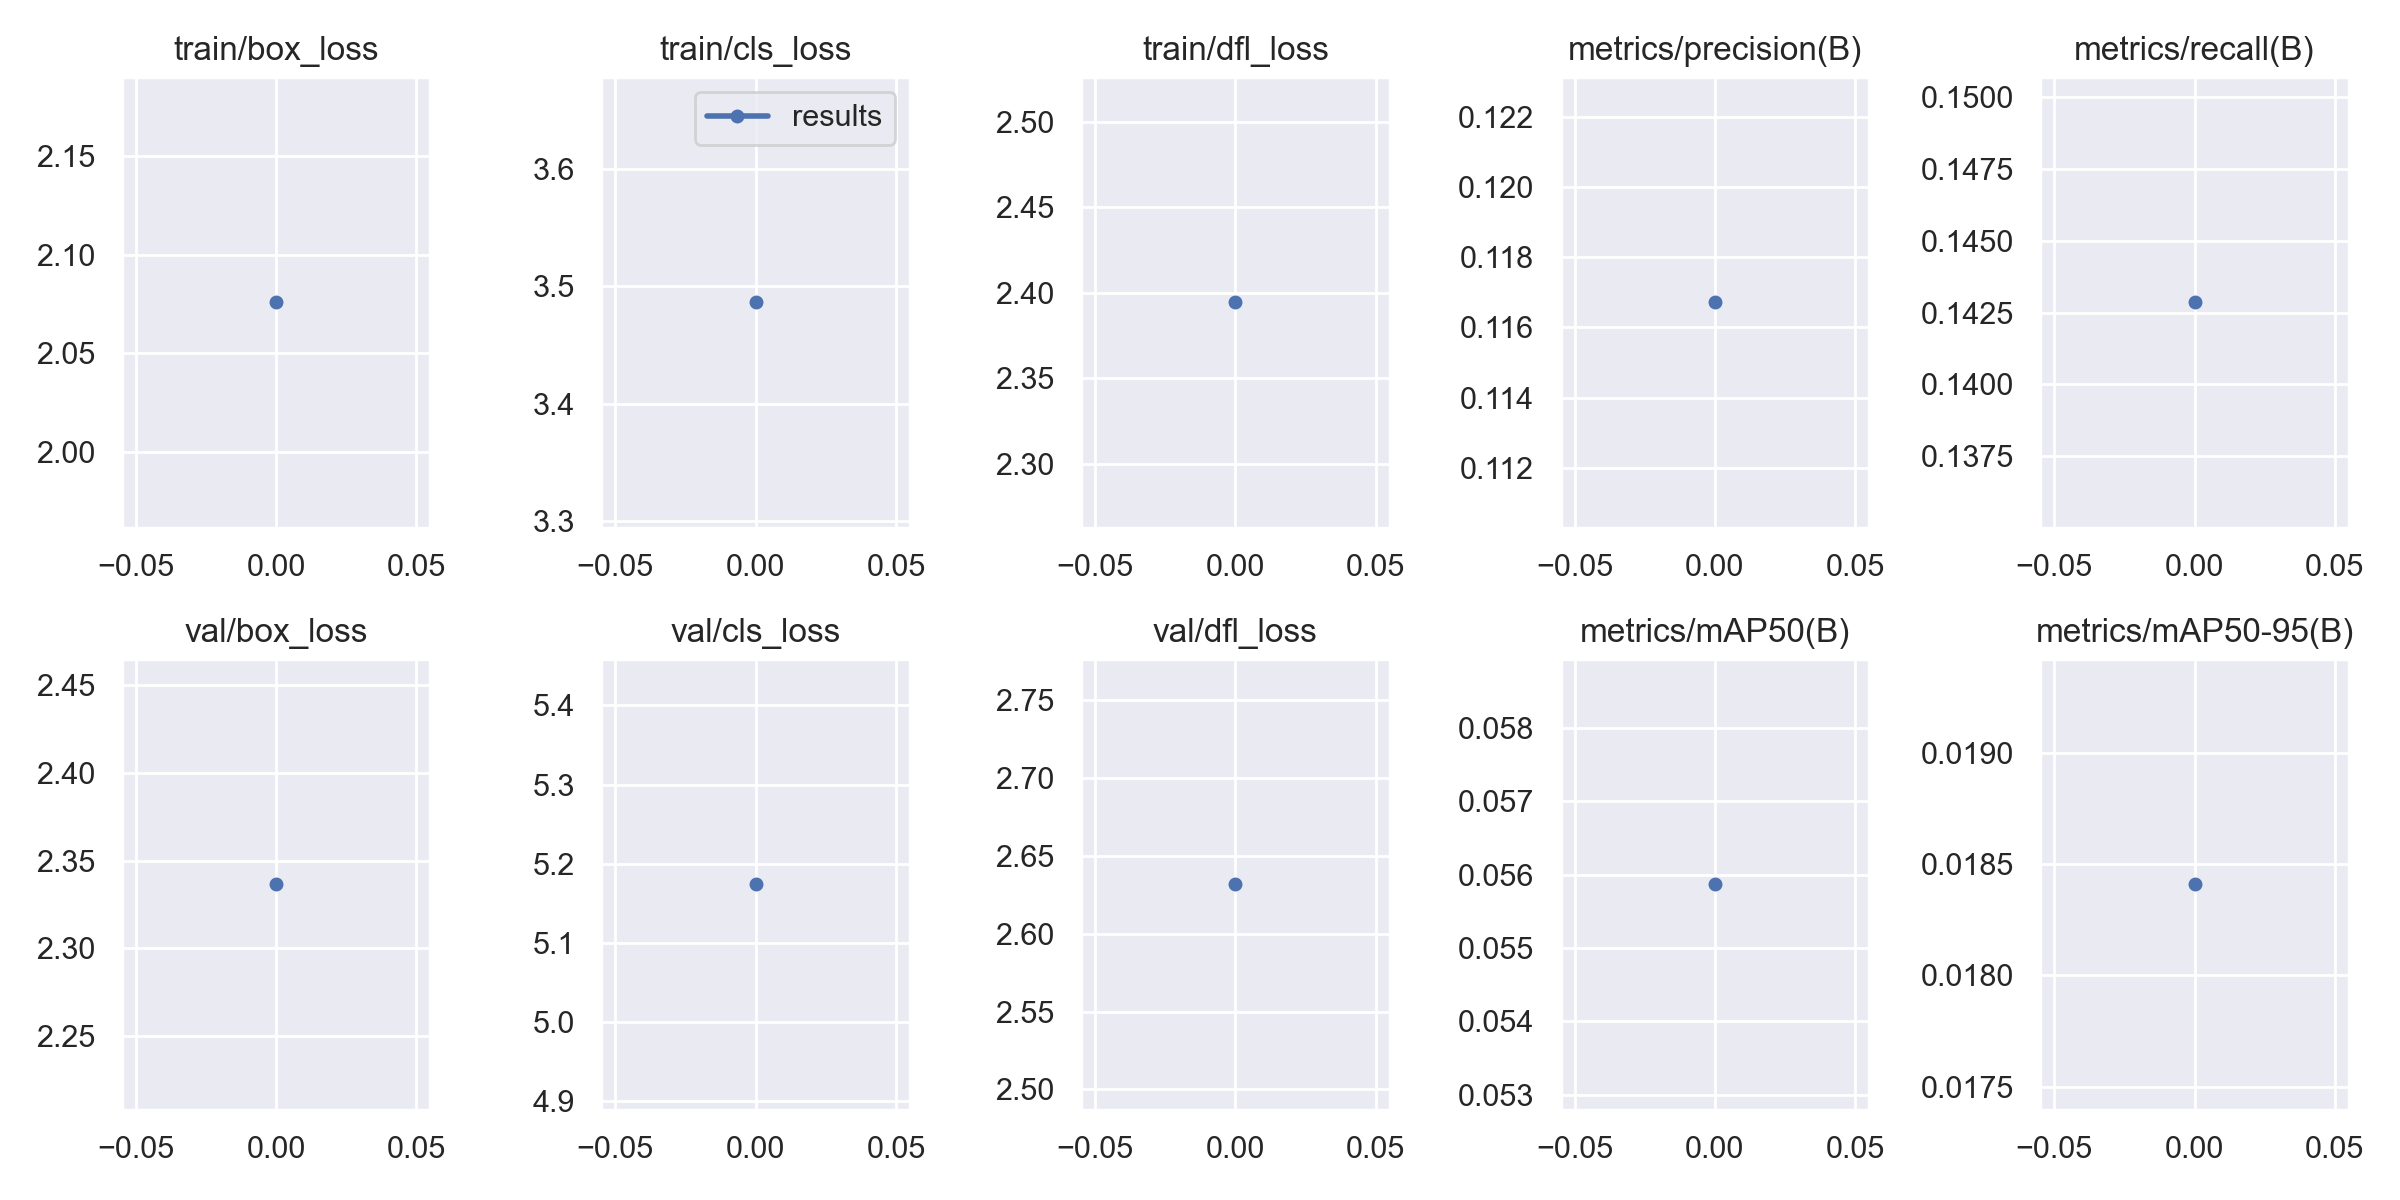 train/box_loss
2.15
2.10
2.05
2.00
−0.05 0.00 0.05
train/cls_loss
results
3.6
3.5
3.4
3.3
−0.05 0.00 0.05
train/dfl_loss
2.50
2.45
2.40
2.35
2.30
−0.05 0.00 0.05
metrics/precision(B)
0.122
0.120
0.118
0.116
0.114
0.112
−0.05 0.00 0.05
metrics/recall(B)
0.1500
0.1475
0.1450
0.1425
0.1400
0.1375
−0.05 0.00 0.05
val/box_loss
2.45
2.40
2.35
2.30
2.25
−0.05 0.00 0.05
val/cls_loss
5.4
5.3
5.2
5.1
5.0
4.9
−0.05 0.00 0.05
val/dfl_loss
2.75
2.70
2.65
2.60
2.55
2.50
−0.05 0.00 0.05
metrics/mAP50(B)
0.058
0.057
0.056
0.055
0.054
0.053
−0.05 0.00 0.05
metrics/mAP50-95(B)
0.0190
0.0185
0.0180
0.0175
−0.05 0.00 0.05